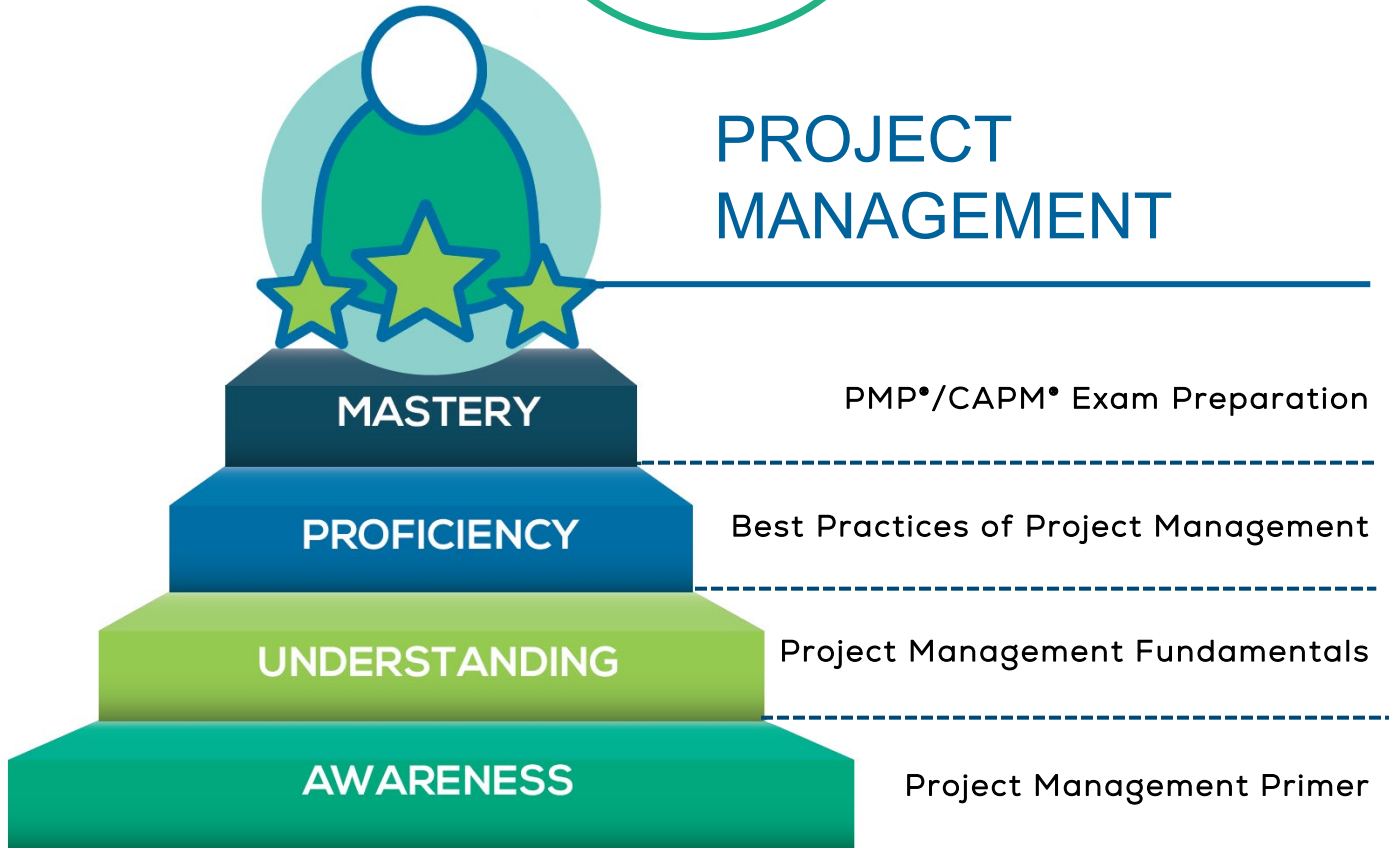 PROJECT
MANAGEMENT
MASTERY
PMP®/CAPM® Exam Preparation
PROFICIENCY
Best Practices of Project Management
UNDERSTANDING
Project Management Fundamentals
AWARENESS
Project Management Primer